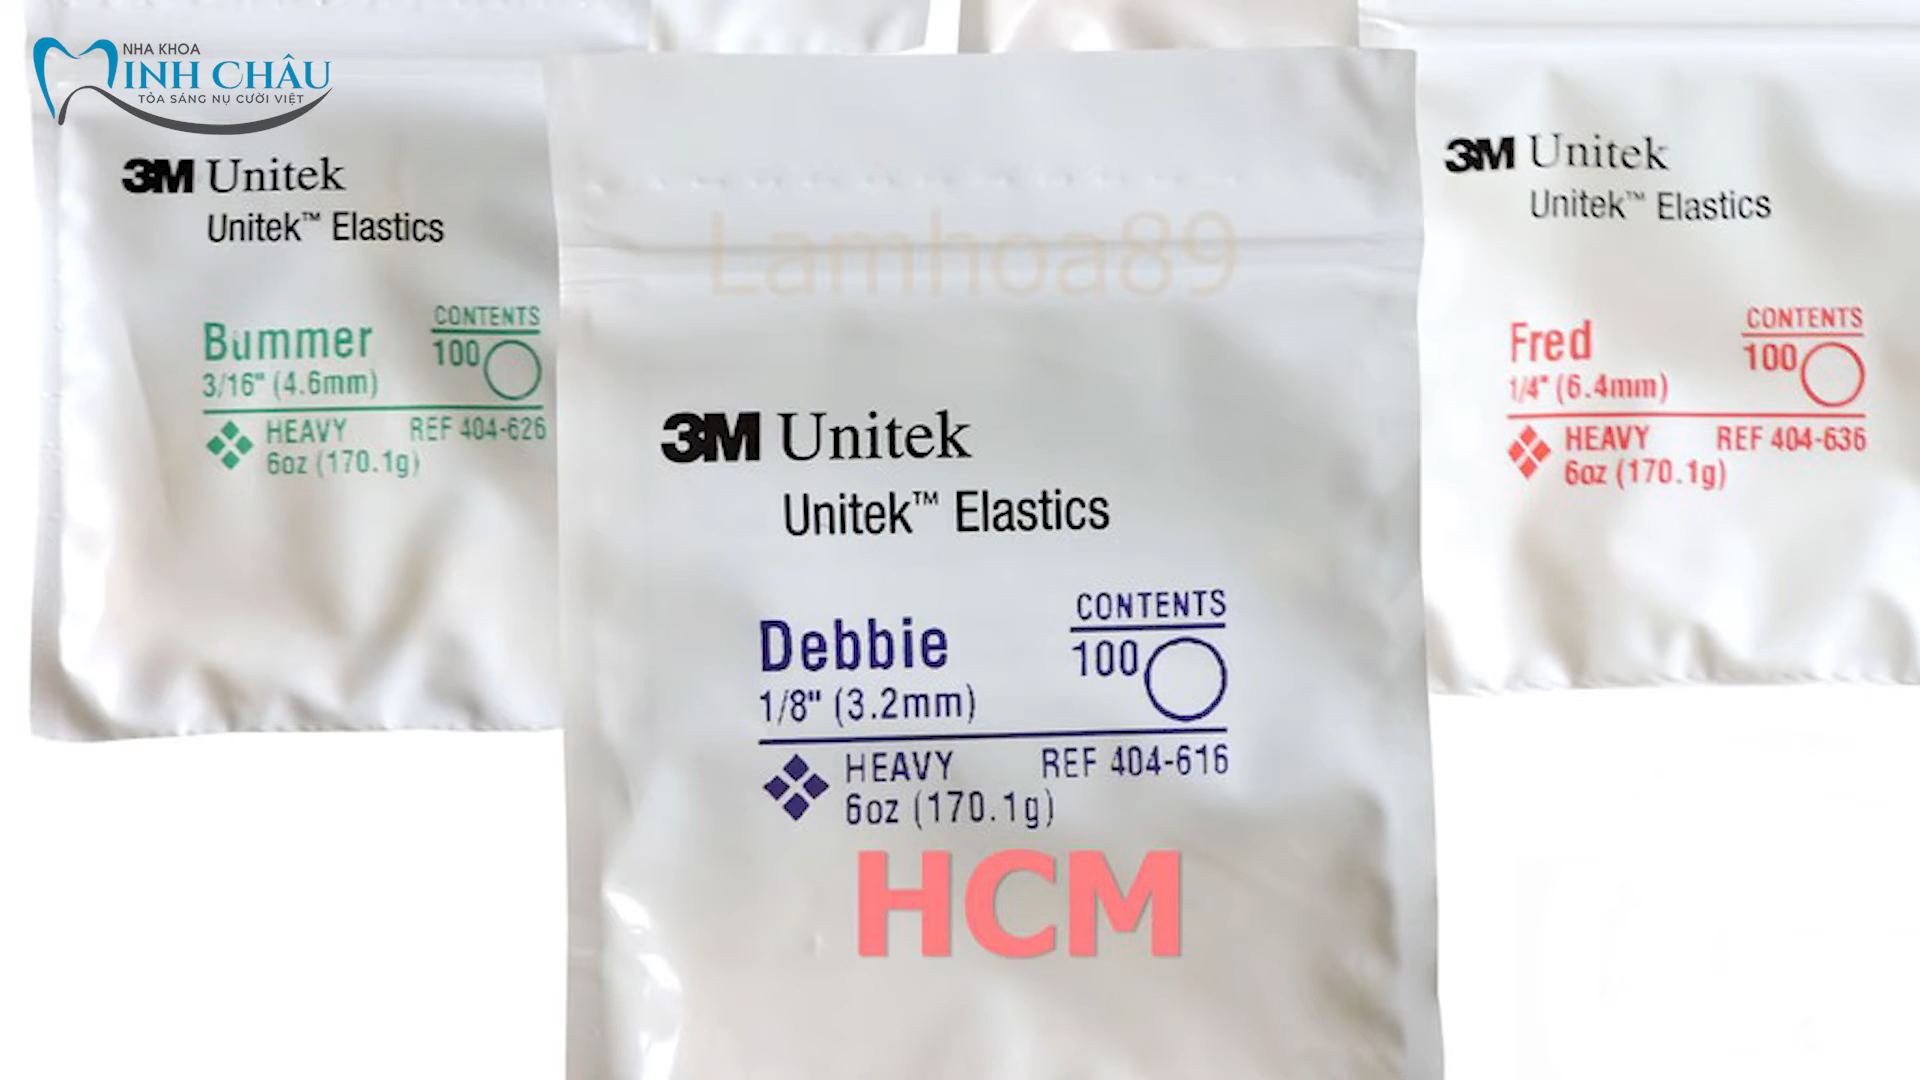 NHA KHOA
MINH CHÂU
TỎA SÁNG NỤ CƯỜI VIỆT
3M Unitek
Unitek™ Elastics
Bummer
3/16" (4.6mm)
CONTENTS
100
HEAVY
REF 404-626
6oz (170.1g)
Lamhoa89
3M Unitek
Unitek™ Elastics
Debbie
1/8" (3.2mm)
CONTENTS
100
HEAVY
REF 404-616
6oz (170.1g)
HCM
3M Unitek
Unitek™ Elastics
Fred
1/4" (6.4mm)
CONTENTS
100
HEAVY
REF 404-636
6oz (170.1g)